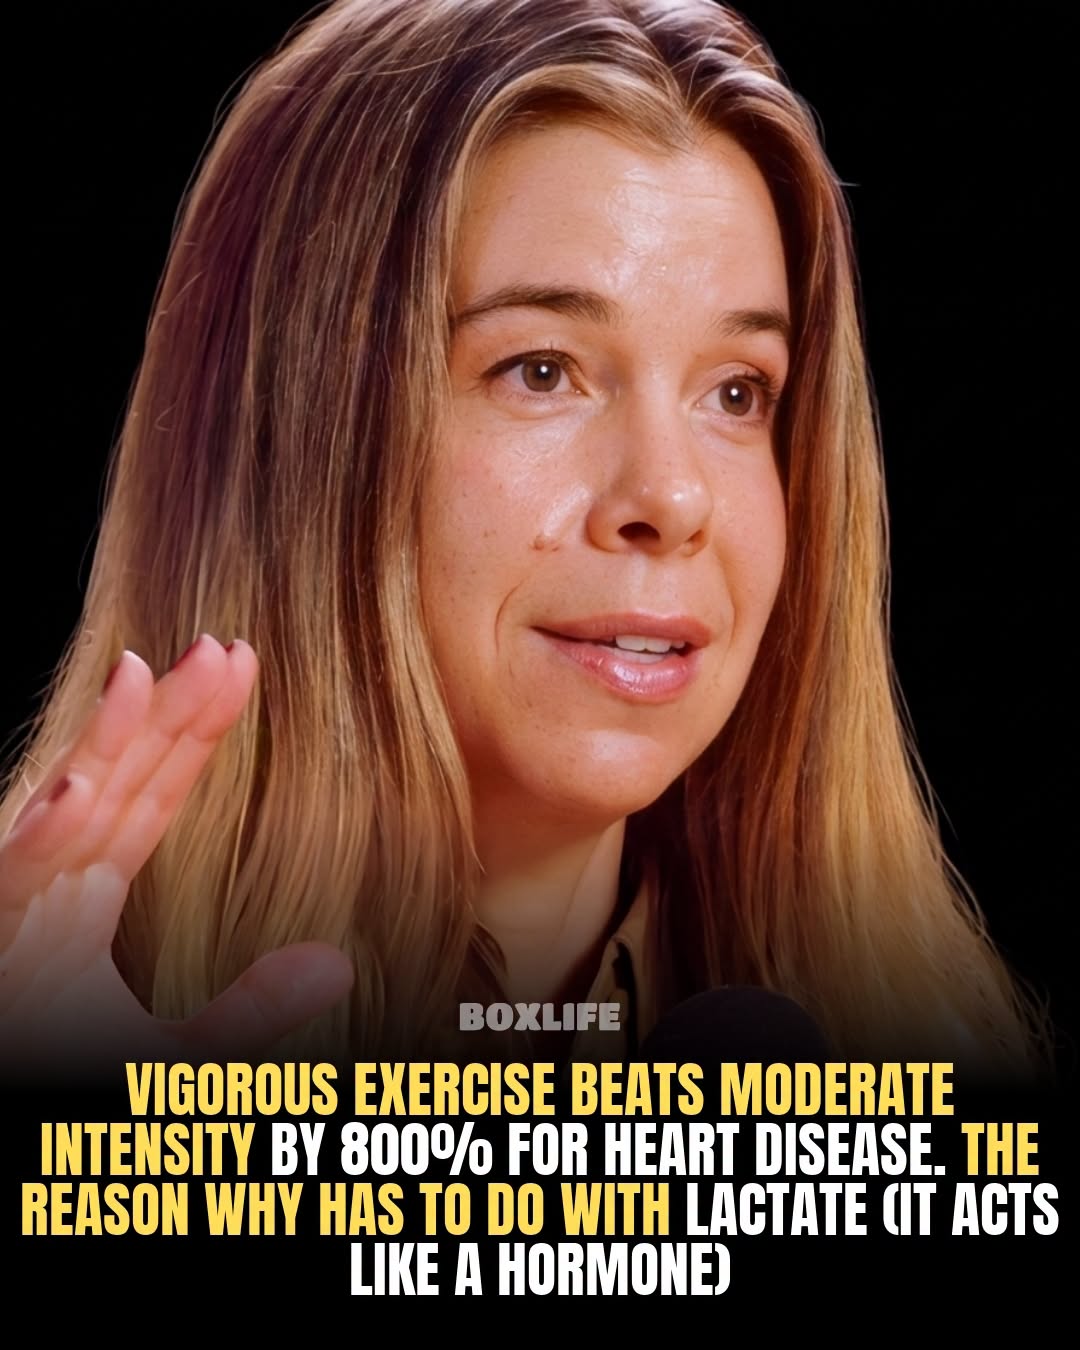 BOXLIFE
VIGOROUS EXERCISE BEATS MODERATE
INTENSITY BY 800% FOR HEART DISEASE. THE
REASON WHY HAS TO DO WITH LACTATE (IT ACTS
LIKE A HORMONE)